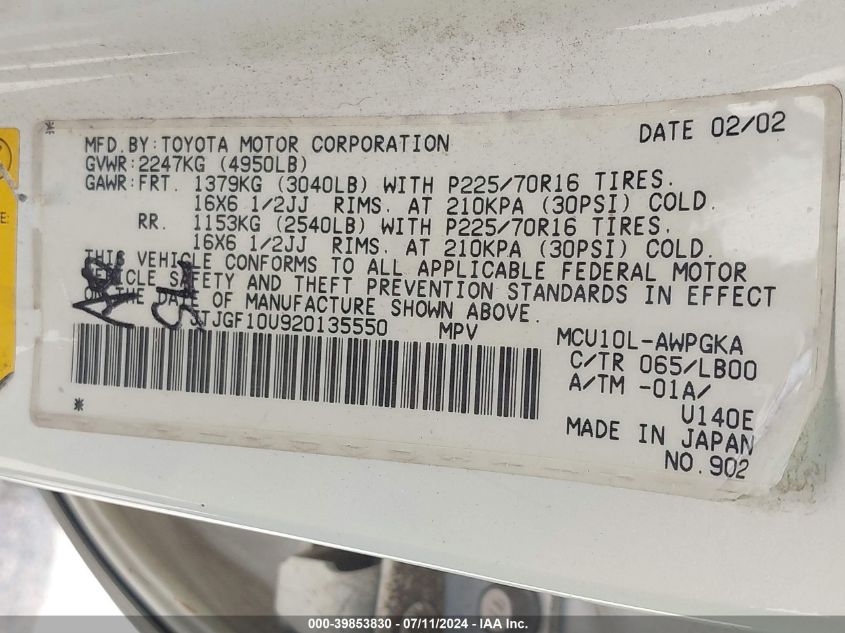 DATE 02/02
MFD. BY: TOYOTA MOTOR CORPORATION
GVWR: 2247KG (4950LB)
GAWR: FRT. 1379KG (3040LB) WITH P225/70R16 TIRES.
16X6 1/2JJ RIMS. AT 210KPA (30PSI) COLD.
RR. 1153KG (2540LB) WITH P225/70R16 TIRES.
16X6 1/2JJ RIMS. AT 210KPA (30PSI) COLD.
THIS VEHICLE CONFORMS TO ALL APPLICABLE FEDERAL MOTOR
VEHICLE SAFETY AND THEFT PREVENTION STANDARDS IN EFFECT
ON THE DATE OF MANUFACTURE SHOWN ABOVE.
JTJGF10U920135550 MPV
MCU10L-AWPGKA
C/TR 065/LB00
A/TM -01A/
U140E
MADE IN JAPAN
NO. 902
000-39853830 - 07/11/2024 - IAA Inc.